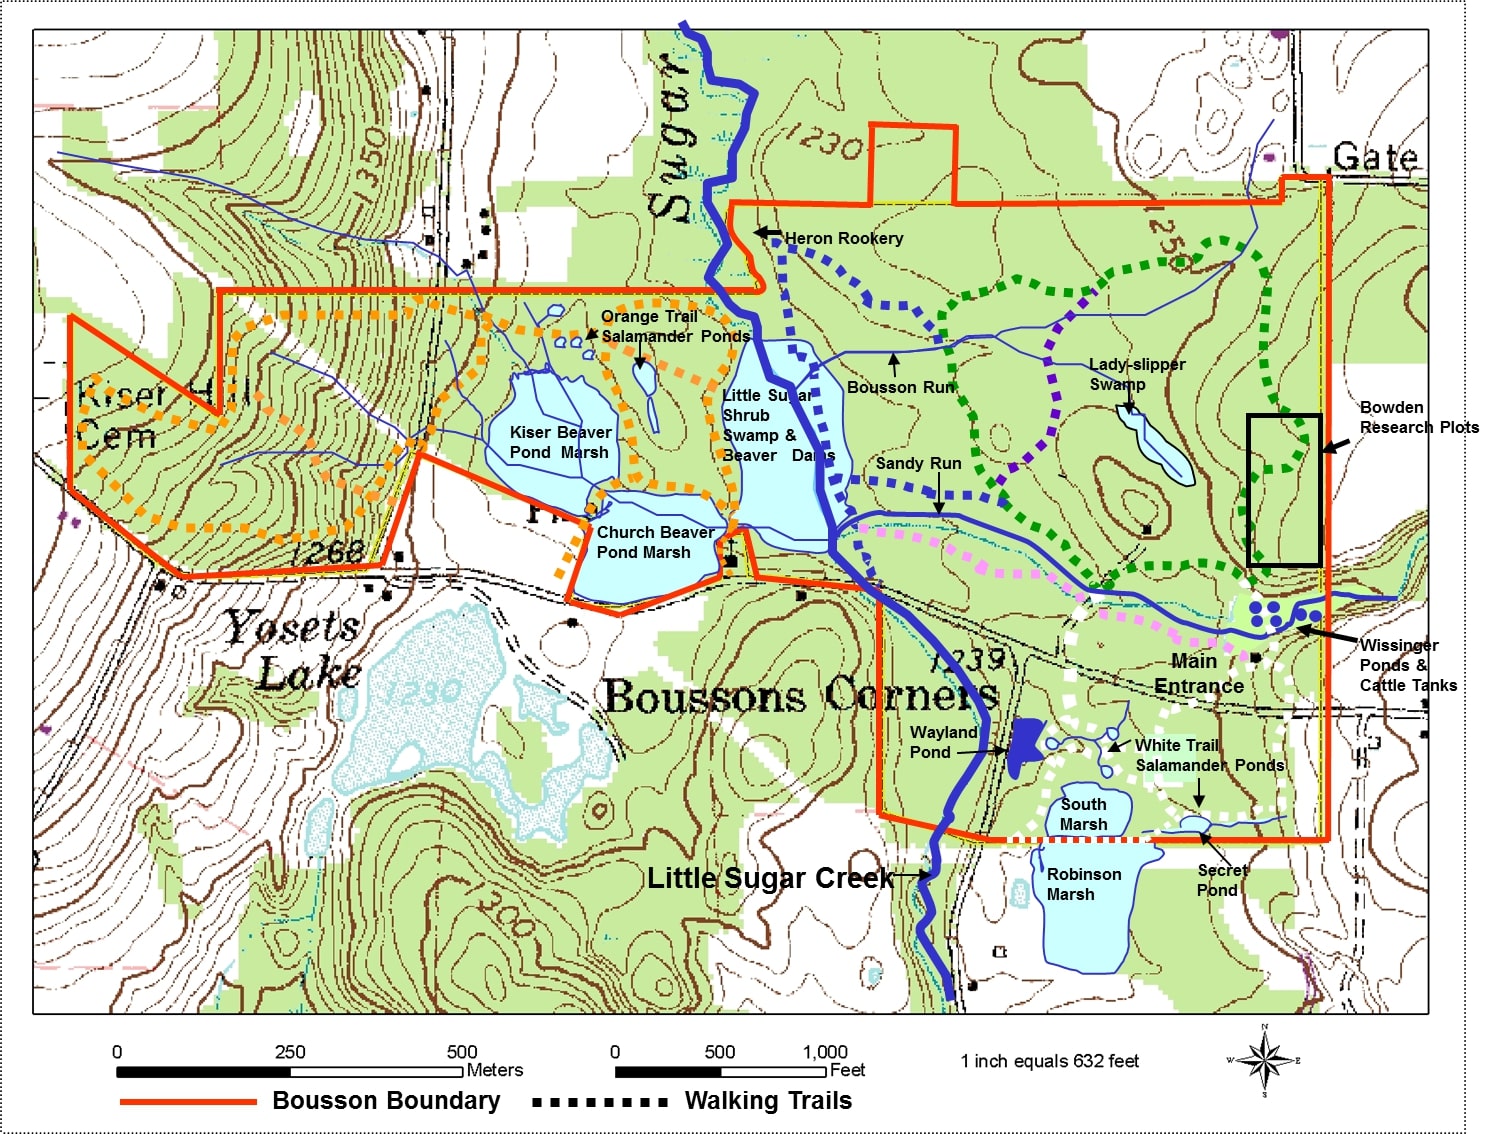 Sugar
1350
1230
Gate
1250
Heron Rookery
Orange Trail
Salamander Ponds
Kiser Hill
Cem
Bousson Run
Lady-slipper
Swamp
Little Sugar
Shrub
Swamp &
Beaver Dams
Kiser Beaver
Pond Marsh
Bowden
Research Plots
Sandy Run
Church Beaver
Pond Marsh
1268
Yosets
Lake
1230
Boussons Corners
1239
Main
Entrance
Wissinger
Ponds &
Cattle Tanks
Wayland
Pond
White Trail
Salamander Ponds
South
Marsh
Little Sugar Creek
Robinson
Marsh
Secret
Pond
300
0 250 500
Meters
0 500 1,000
Feet
1 inch equals 632 feet
N
W E
S
Bousson Boundary
Walking Trails